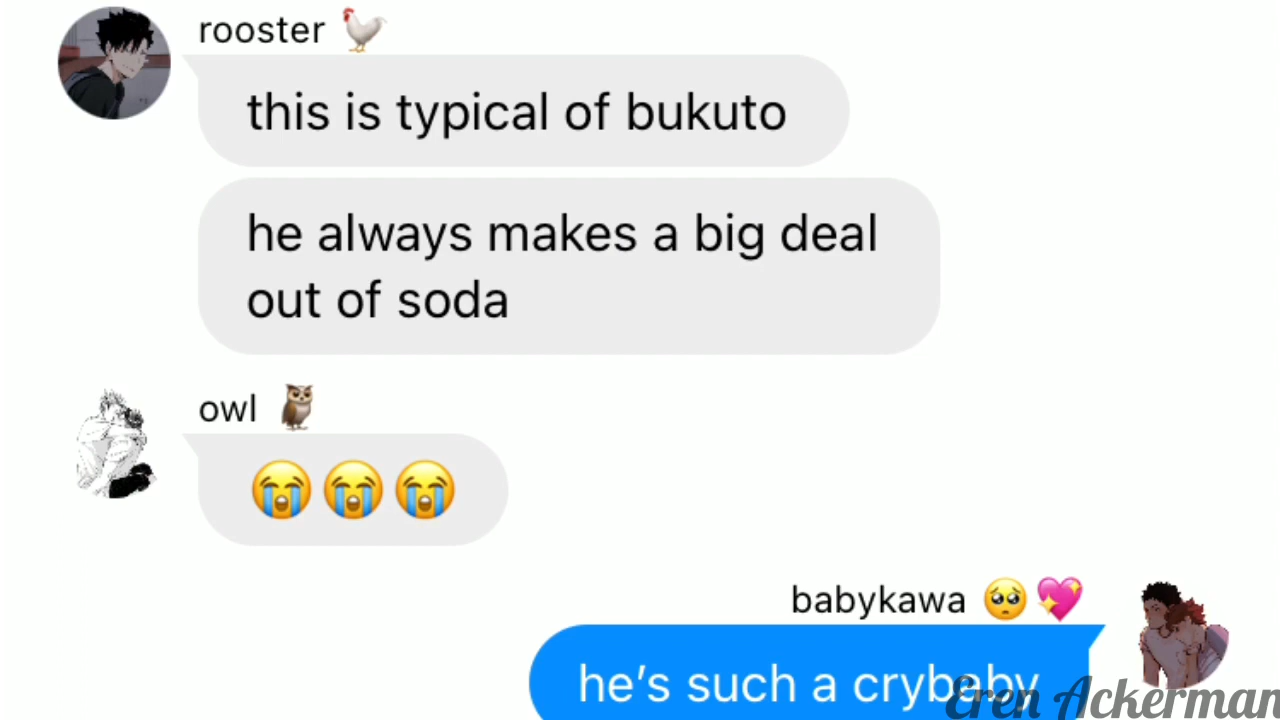 rooster 🐓
this is typical of bukuto
he always makes a big deal
out of soda
owl 🦉
😭😭😭
babykawa 🥺💖
he's such a crybaby
Eren Ackerman